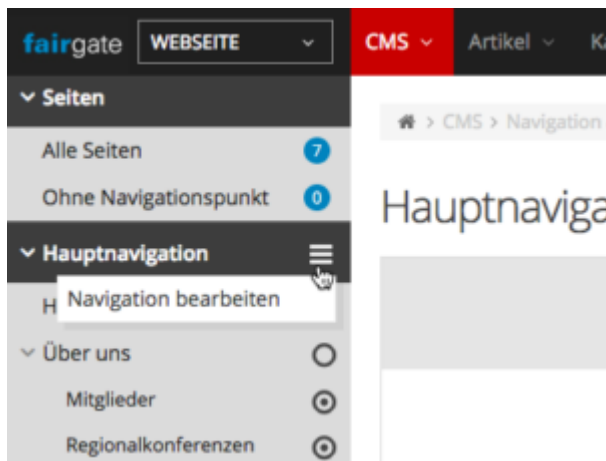 fairgate WEBSEITE CMS Artikel
Seiten
CMS > Navigation
Alle Seiten 7
Ohne Navigationspunkt 0
Hauptnavigation
Navigation bearbeiten
H
Über uns
Mitglieder
Regionalkonferenzen